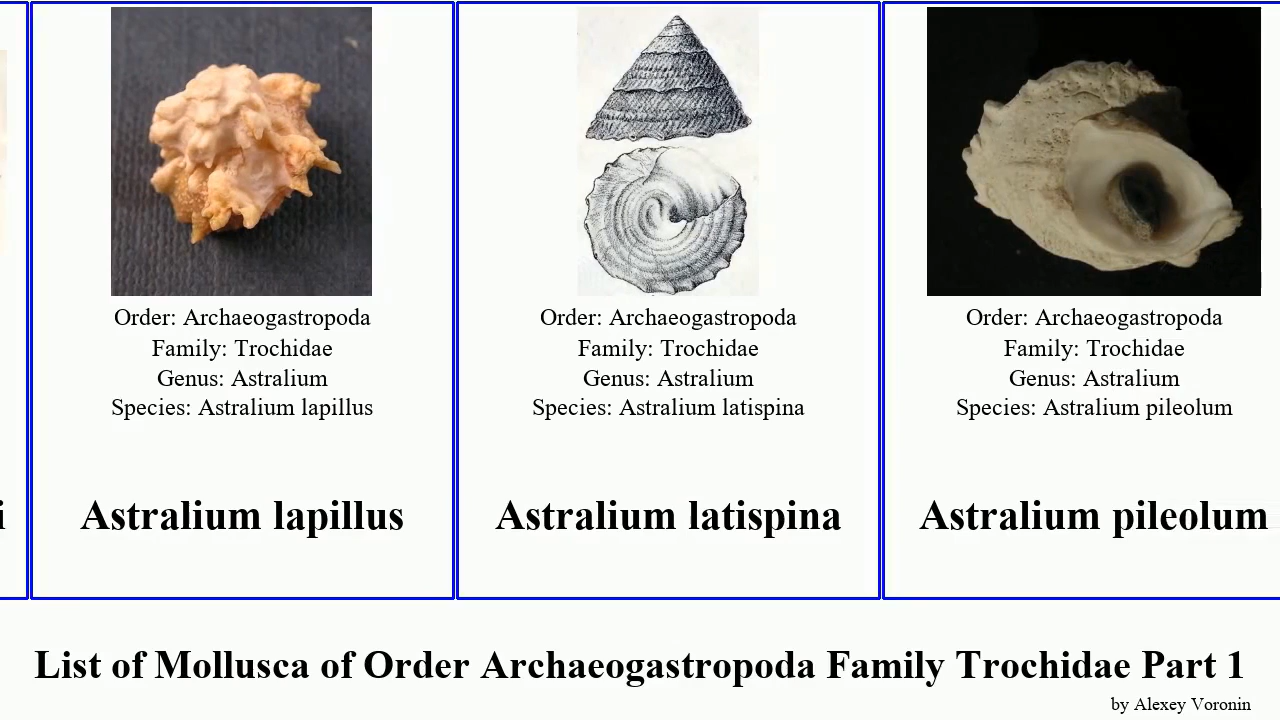 Order: Archaeogastropoda
Family: Trochidae
Genus: Astralium
Species: Astralium lapillus
Astralium lapillus
Order: Archaeogastropoda
Family: Trochidae
Genus: Astralium
Species: Astralium latispina
Astralium latispina
Order: Archaeogastropoda
Family: Trochidae
Genus: Astralium
Species: Astralium pileolum
Astralium pileolum
List of Mollusca of Order Archaeogastropoda Family Trochidae Part 1
by Alexey Voronin